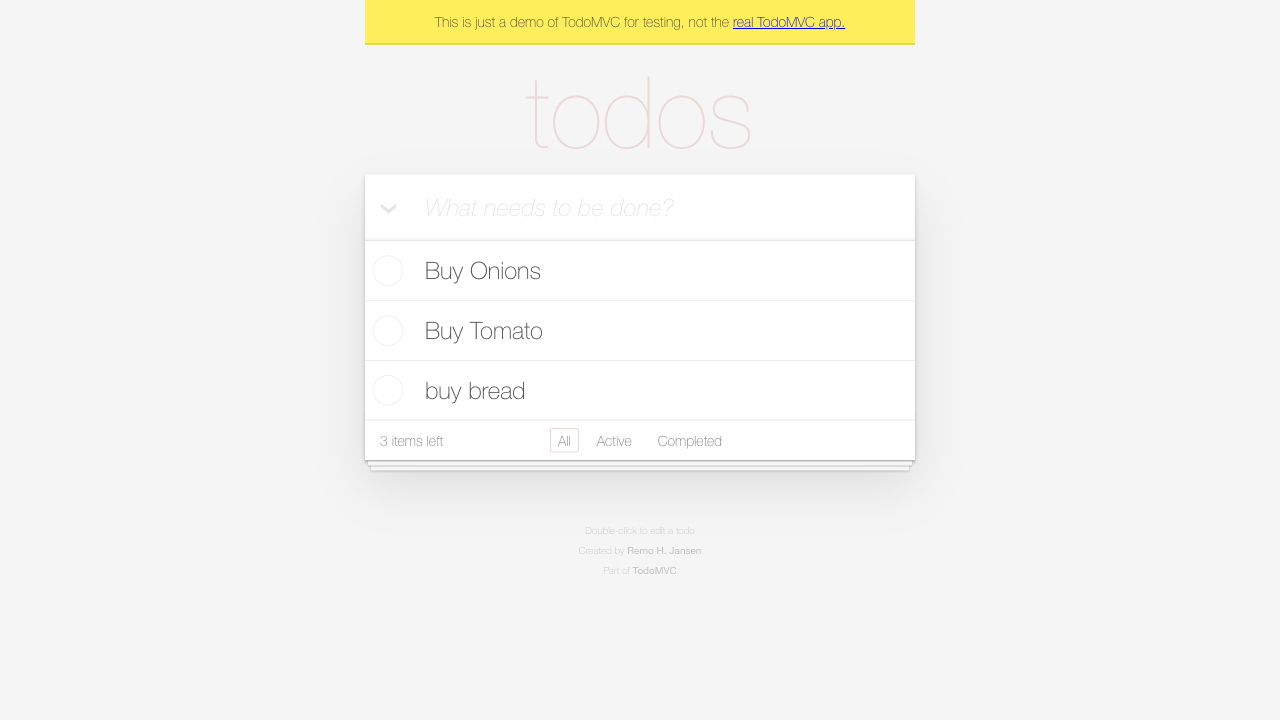 This is just a demo of TodoMVC for testing, not the real TodoMVC app.
todos
What needs to be done?
Buy Onions
Buy Tomato
buy bread
3 items left All Active Completed
Double-click to edit a todo
Created by Remo H. Jansen
Part of TodoMVC